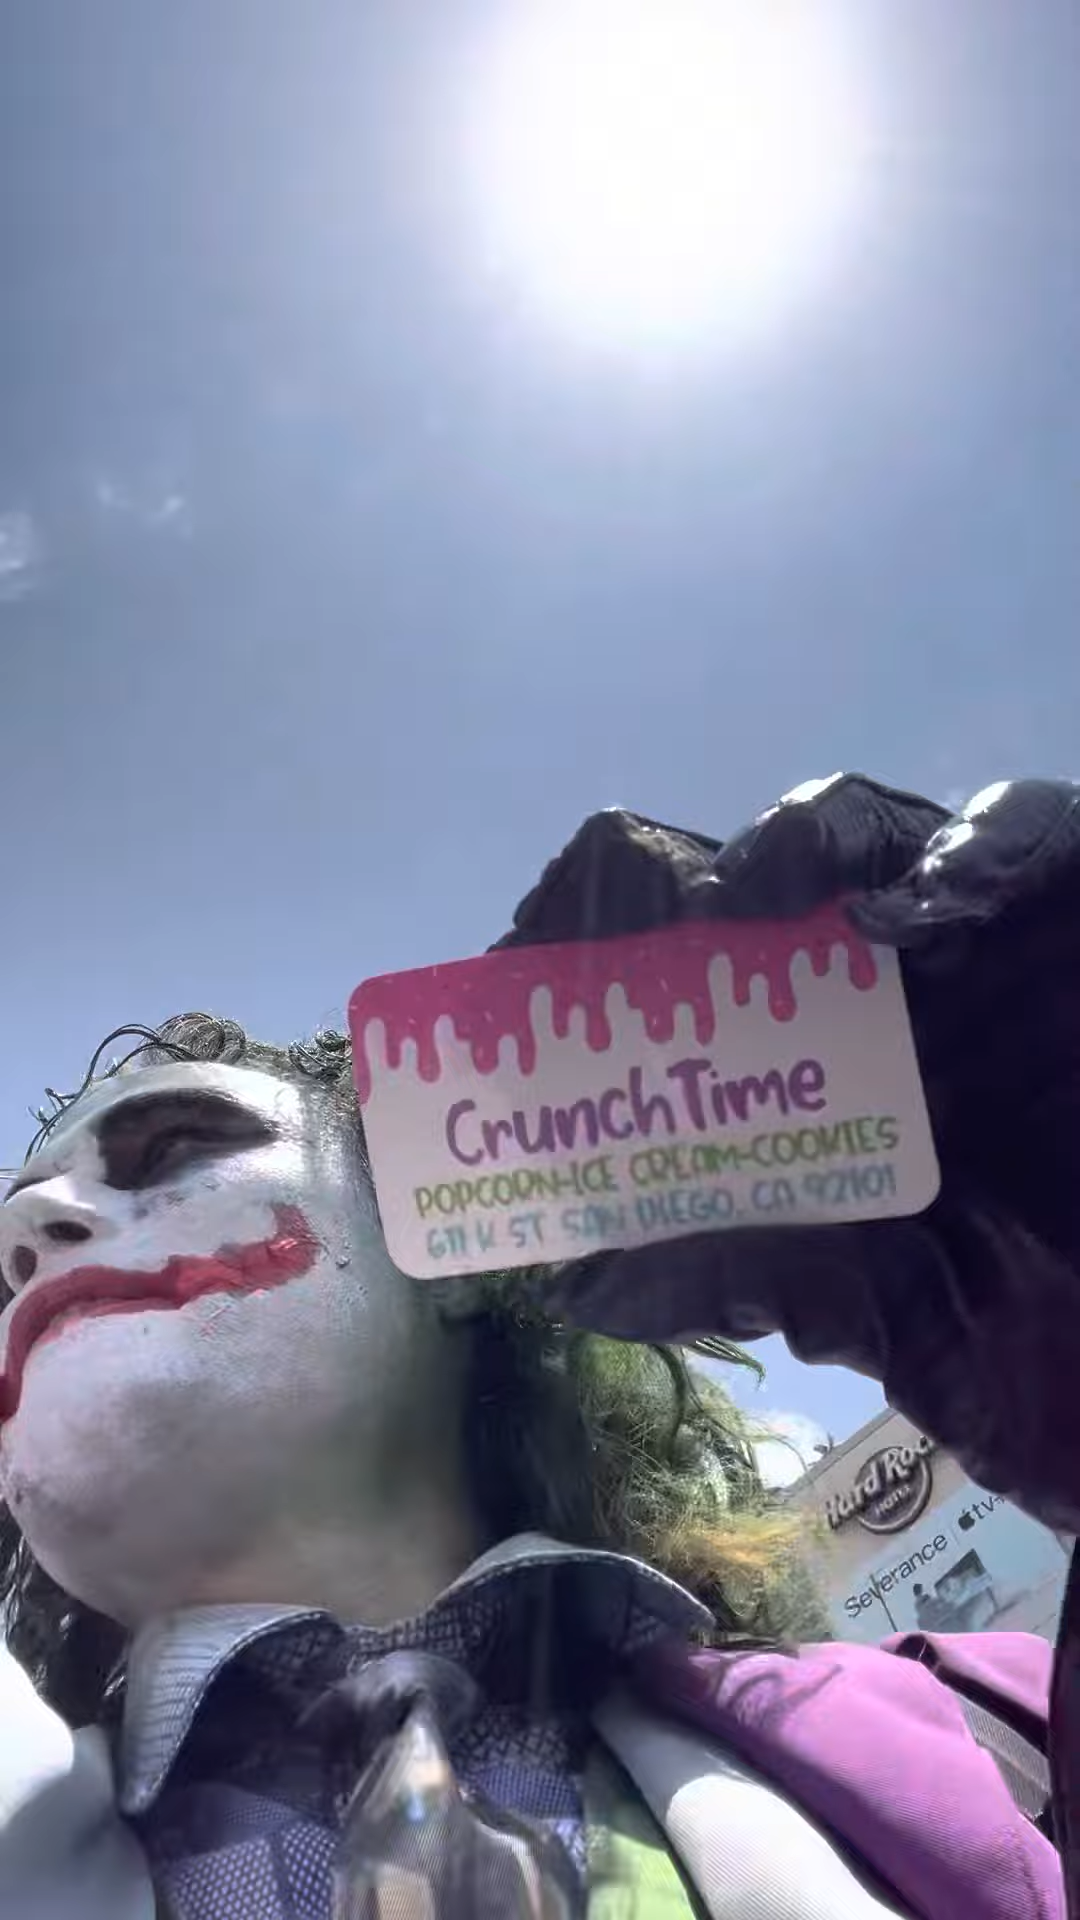 CrunchTime
POPCORN-ICE CREAM-COOKIES
611 K ST SAN DIEGO, CA 92101
Hard Rock
HOTEL
Severance | tv+